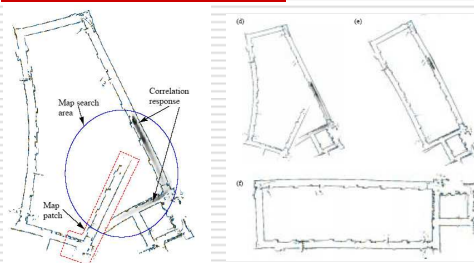 Map search
area
Correlation
response
Map
patch
(d)
(e)
(f)